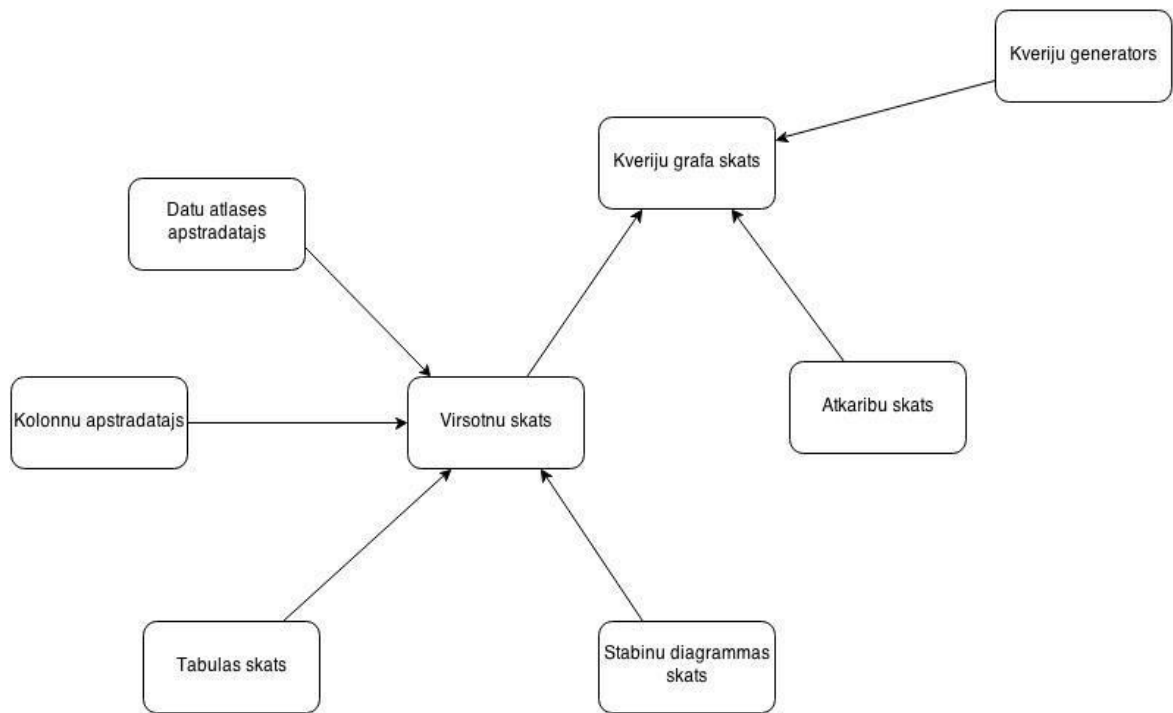 Kveriju generators
Kveriju grafa skats
Datu atlases
apstradatajs
Atkaribu skats
Kolonnu apstradatajs
Virsotnu skats
Tabulas skats
Stabinu diagrammas
skats